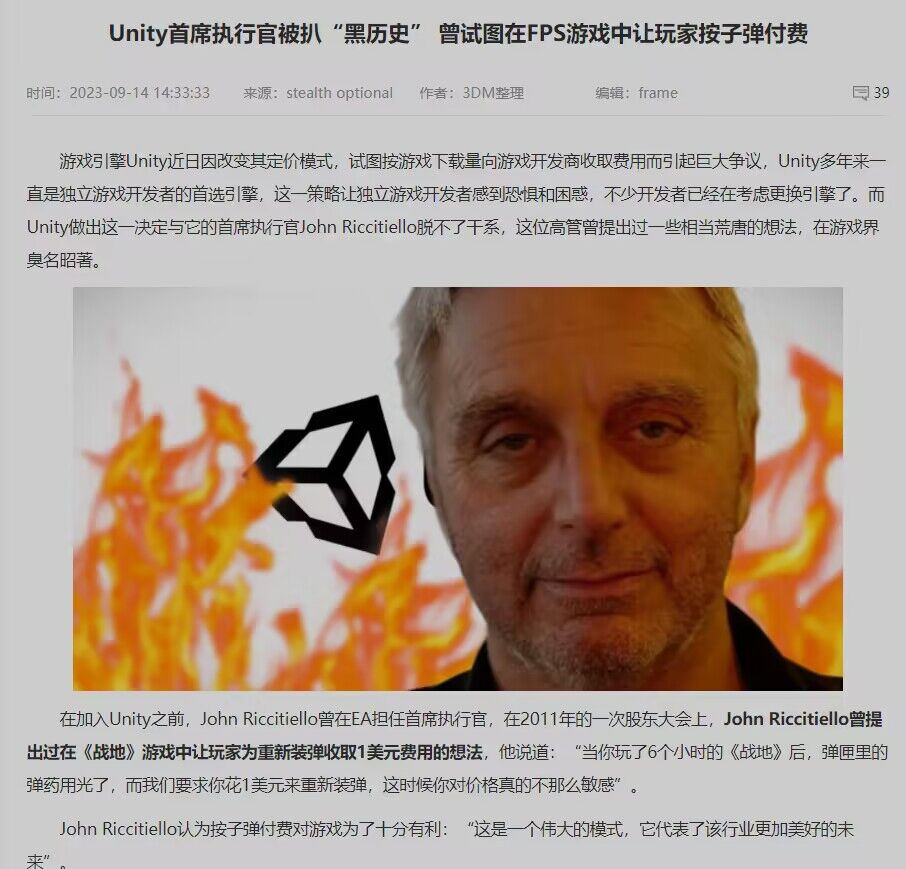 Unity首席执行官被扒“黑历史” 曾试图在FPS游戏中让玩家按子弹付费
时间：2023-09-14 14:33:33 来源：stealth optional 作者：3DM整理 编辑：frame 39
游戏引擎Unity近日因改变其定价模式，试图按游戏下载量向游戏开发商收取费用而引起巨大争议，Unity多年来一
直是独立游戏开发者的首选引擎，这一策略让独立游戏开发者感到恐惧和困惑，不少开发者已经在考虑更换引擎了。而
Unity做出这一决定与它的首席执行官John Riccitiello脱不了干系，这位高管曾提出过一些相当荒唐的想法，在游戏界
臭名昭著。
在加入Unity之前，John Riccitiello曾在EA担任首席执行官，在2011年的一次股东大会上，John Riccitiello曾提
出过在《战地》游戏中让玩家为重新装弹收取1美元费用的想法，他说道：“当你玩了6个小时的《战地》后，弹匣里的
弹药用光了，而我们要求你花1美元来重新装弹，这时候你对价格真的不那么敏感”。
John Riccitiello认为按子弹付费对游戏为了十分有利：“这是一个伟大的模式，它代表了该行业更加美好的未
来”。